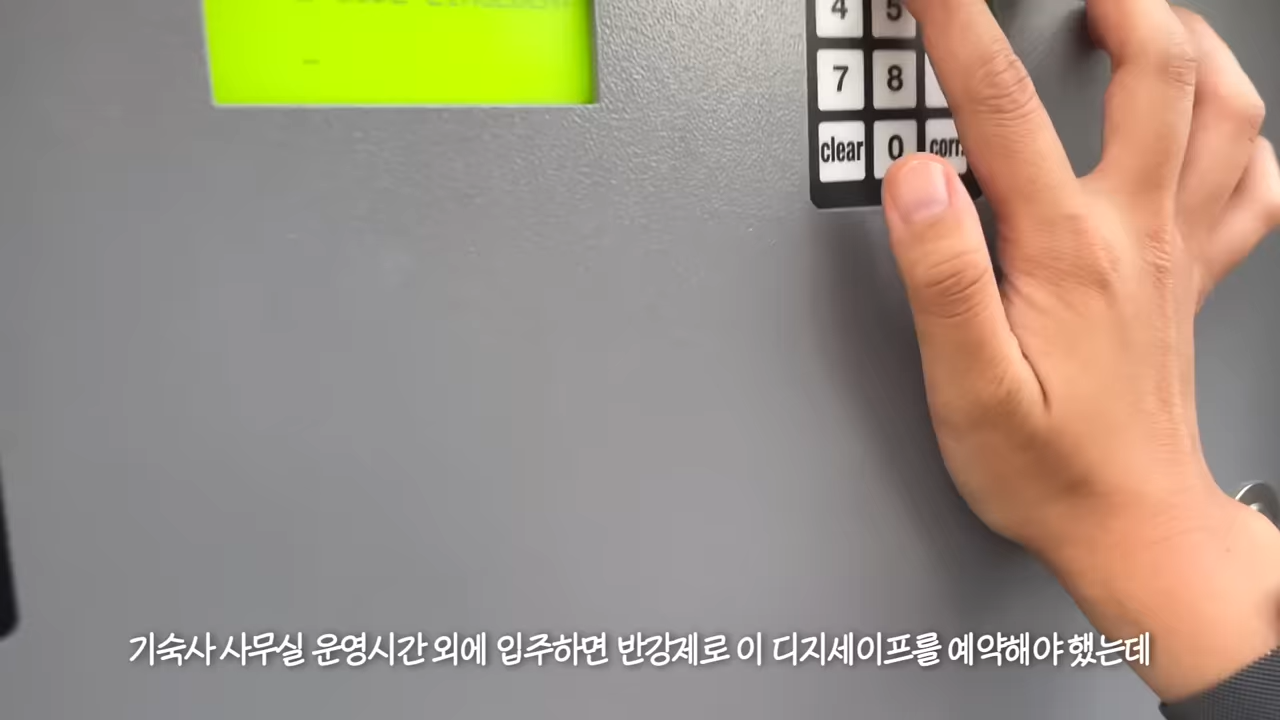 4 5
7 8
clear 0 corr.
기숙사 사무실 운영시간 외에 입주하면 반강제로 이 디지세이프를 예약해야 했는데